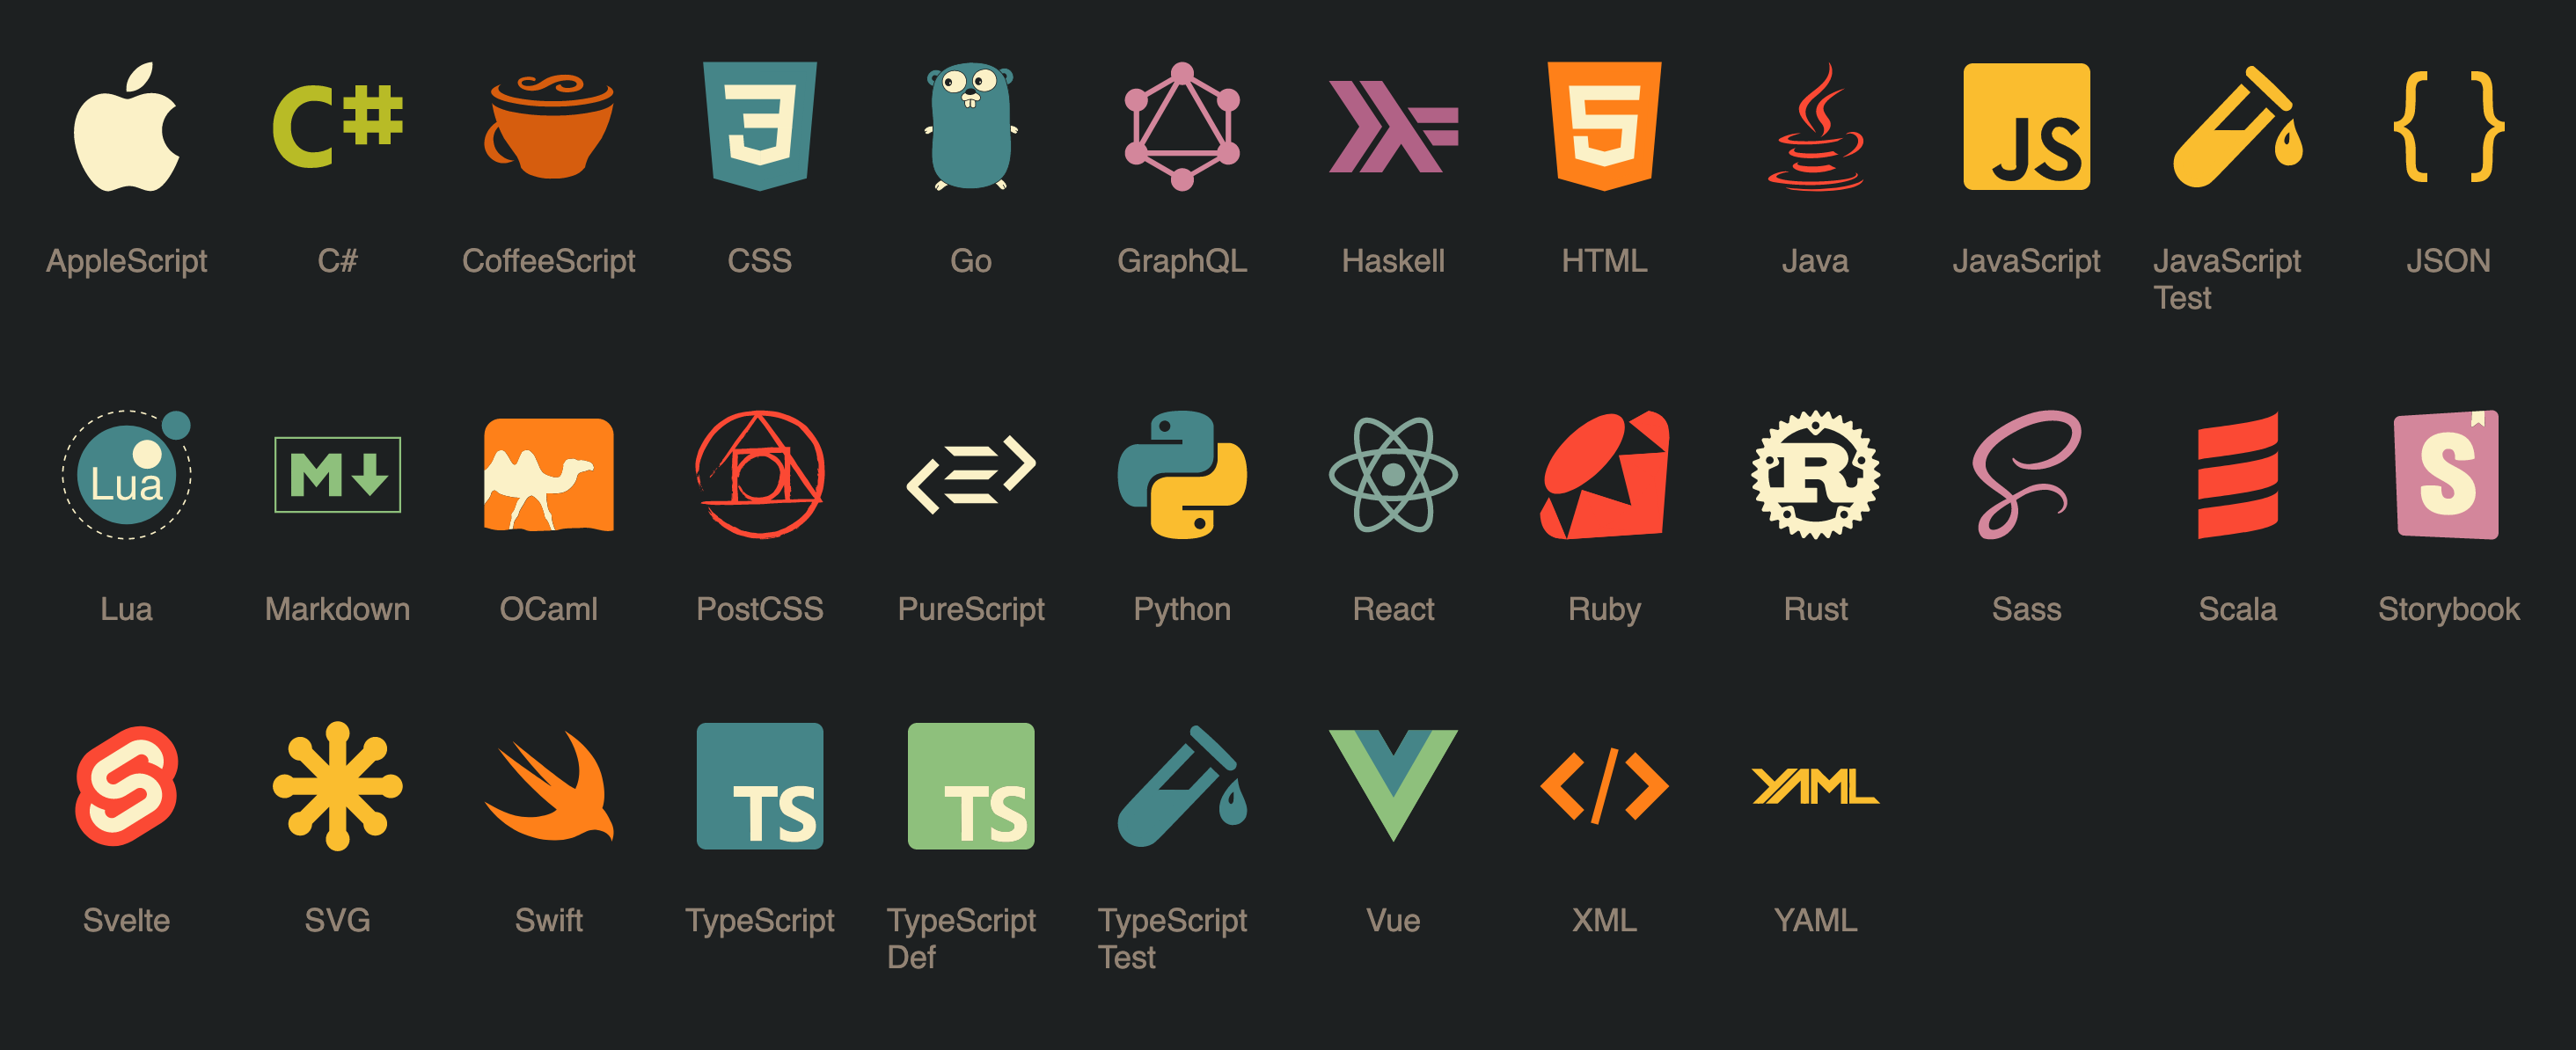 C#
3
5
JS
{ }
AppleScript
C#
CoffeeScript
CSS
Go
GraphQL
Haskell
HTML
Java
JavaScript
JavaScript
Test
JSON
Lua
M
R
S
Lua
Markdown
OCaml
PostCSS
PureScript
Python
React
Ruby
Rust
Sass
Scala
Storybook
TS
TS
</>
YAML
Svelte
SVG
Swift
TypeScript
TypeScript
Def
TypeScript
Test
Vue
XML
YAML